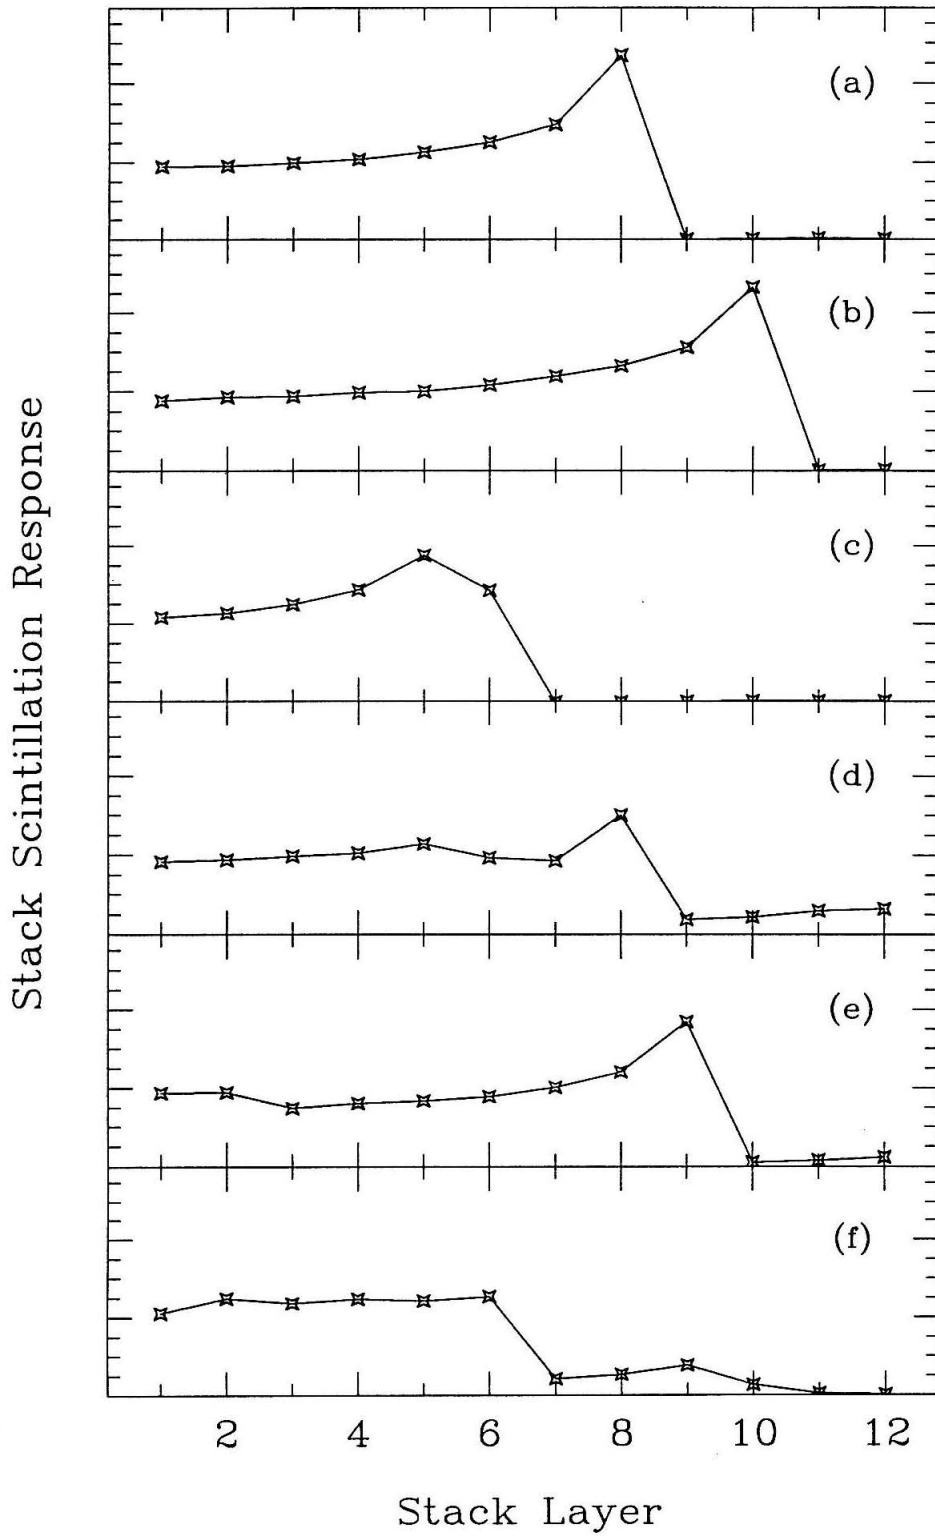 (a)
(b)
(c)
(d)
(e)
(f)
Stack Scintillation Response
2 4 6 8 10 12
Stack Layer